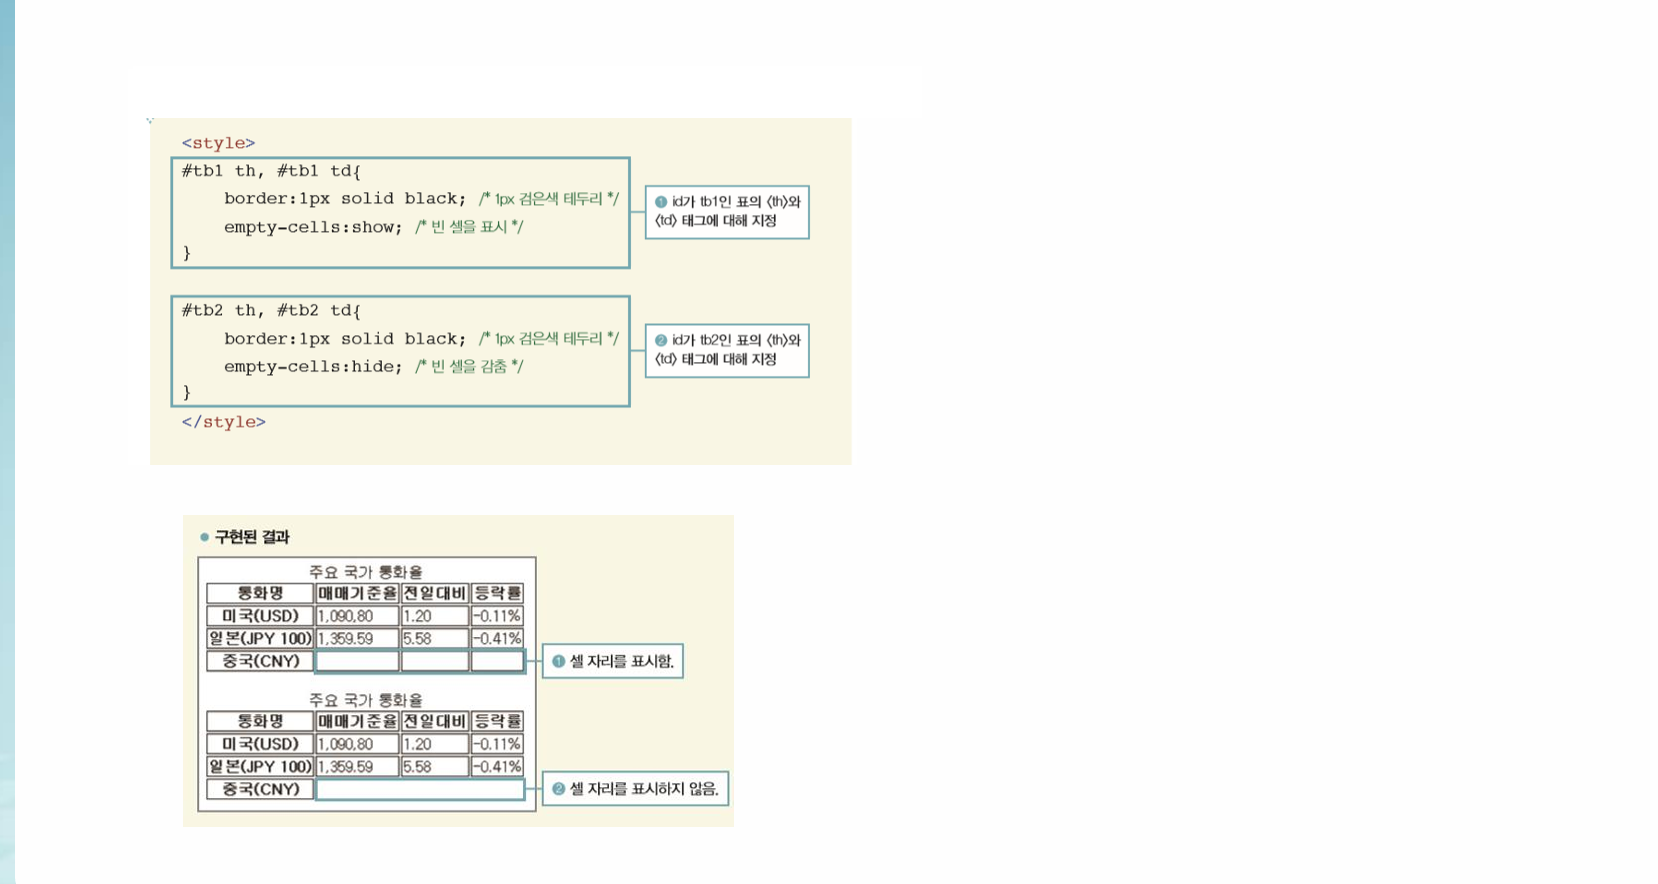 <style>
#tb1 th, #tb1 td{
border:1px solid black; /* 1px 검은색 테두리 */
empty-cells:show; /* 빈 셀을 표시 */
}
❶ id가 tb1인 표의 〈th〉와
〈td〉 태그에 대해 지정
#tb2 th, #tb2 td{
border:1px solid black; /* 1px 검은색 테두리 */
empty-cells:hide; /* 빈 셀을 감춤 */
}
❷ id가 tb2인 표의 〈th〉와
〈td〉 태그에 대해 지정
</style>
● 구현된 결과
주요 국가 통화율
통화명 매매기준율 전일대비 등락률
미국(USD) 1,090.80 1.20 -0.11%
일본(JPY 100) 1,359.59 5.58 -0.41%
중국(CNY)
❶ 셀 자리를 표시함.
주요 국가 통화율
통화명 매매기준율 전일대비 등락률
미국(USD) 1,090.80 1.20 -0.11%
일본(JPY 100) 1,359.59 5.58 -0.41%
중국(CNY)
❷ 셀 자리를 표시하지 않음.